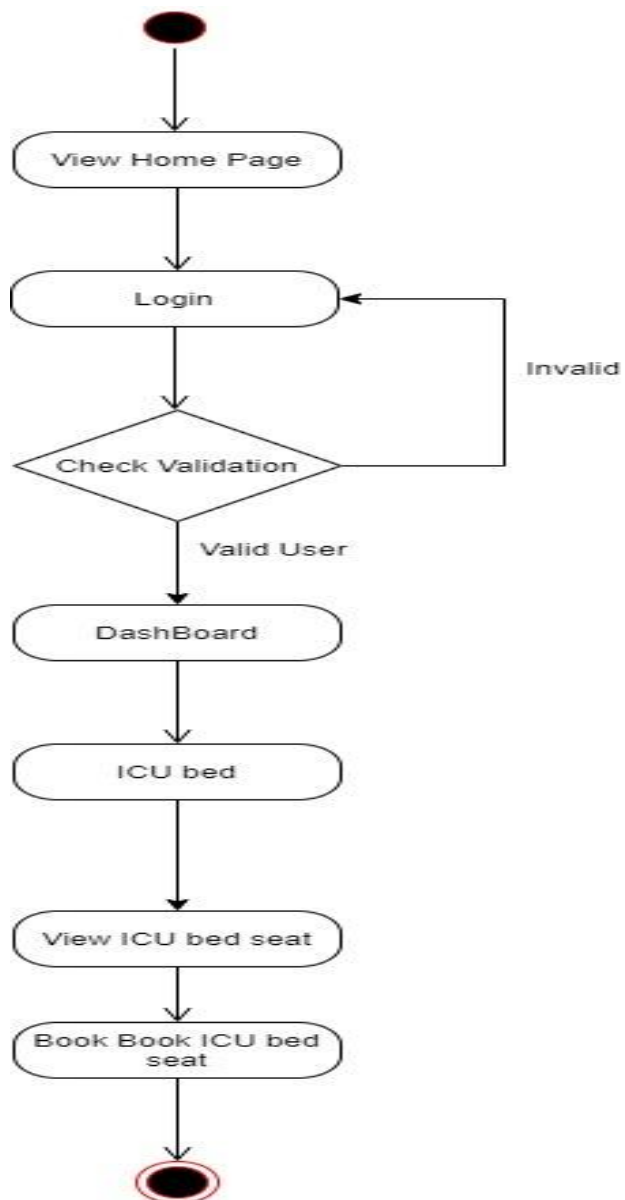 View Home Page
Login
Invalid
Check Validation
Valid User
DashBoard
ICU bed
View ICU bed seat
Book Book ICU bed
seat